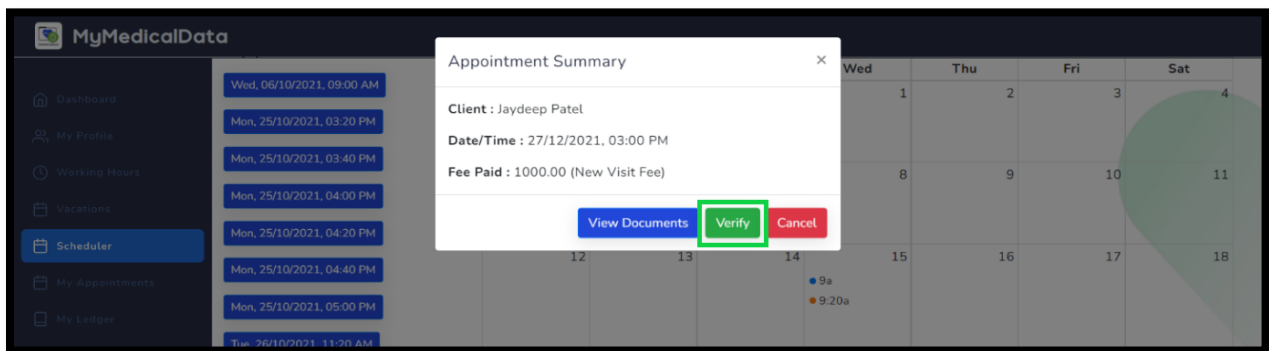 MyMedicalData
Dashboard
My Profile
Working Hours
Vacations
Scheduler
My Appointments
My Ledger
Wed, 06/10/2021, 09:00 AM
Mon, 25/10/2021, 03:20 PM
Mon, 25/10/2021, 03:40 PM
Mon, 25/10/2021, 04:00 PM
Mon, 25/10/2021, 04:20 PM
Mon, 25/10/2021, 04:40 PM
Mon, 25/10/2021, 05:00 PM
Tue, 26/10/2021, 11:20 AM
Appointment Summary ×
Client : Jaydeep Patel
Date/Time : 27/12/2021, 03:00 PM
Fee Paid : 1000.00 (New Visit Fee)
View Documents Verify Cancel
Wed Thu Fri Sat
1 2 3 4
8 9 10 11
12 13 14 15 16 17 18
9a
9:20a